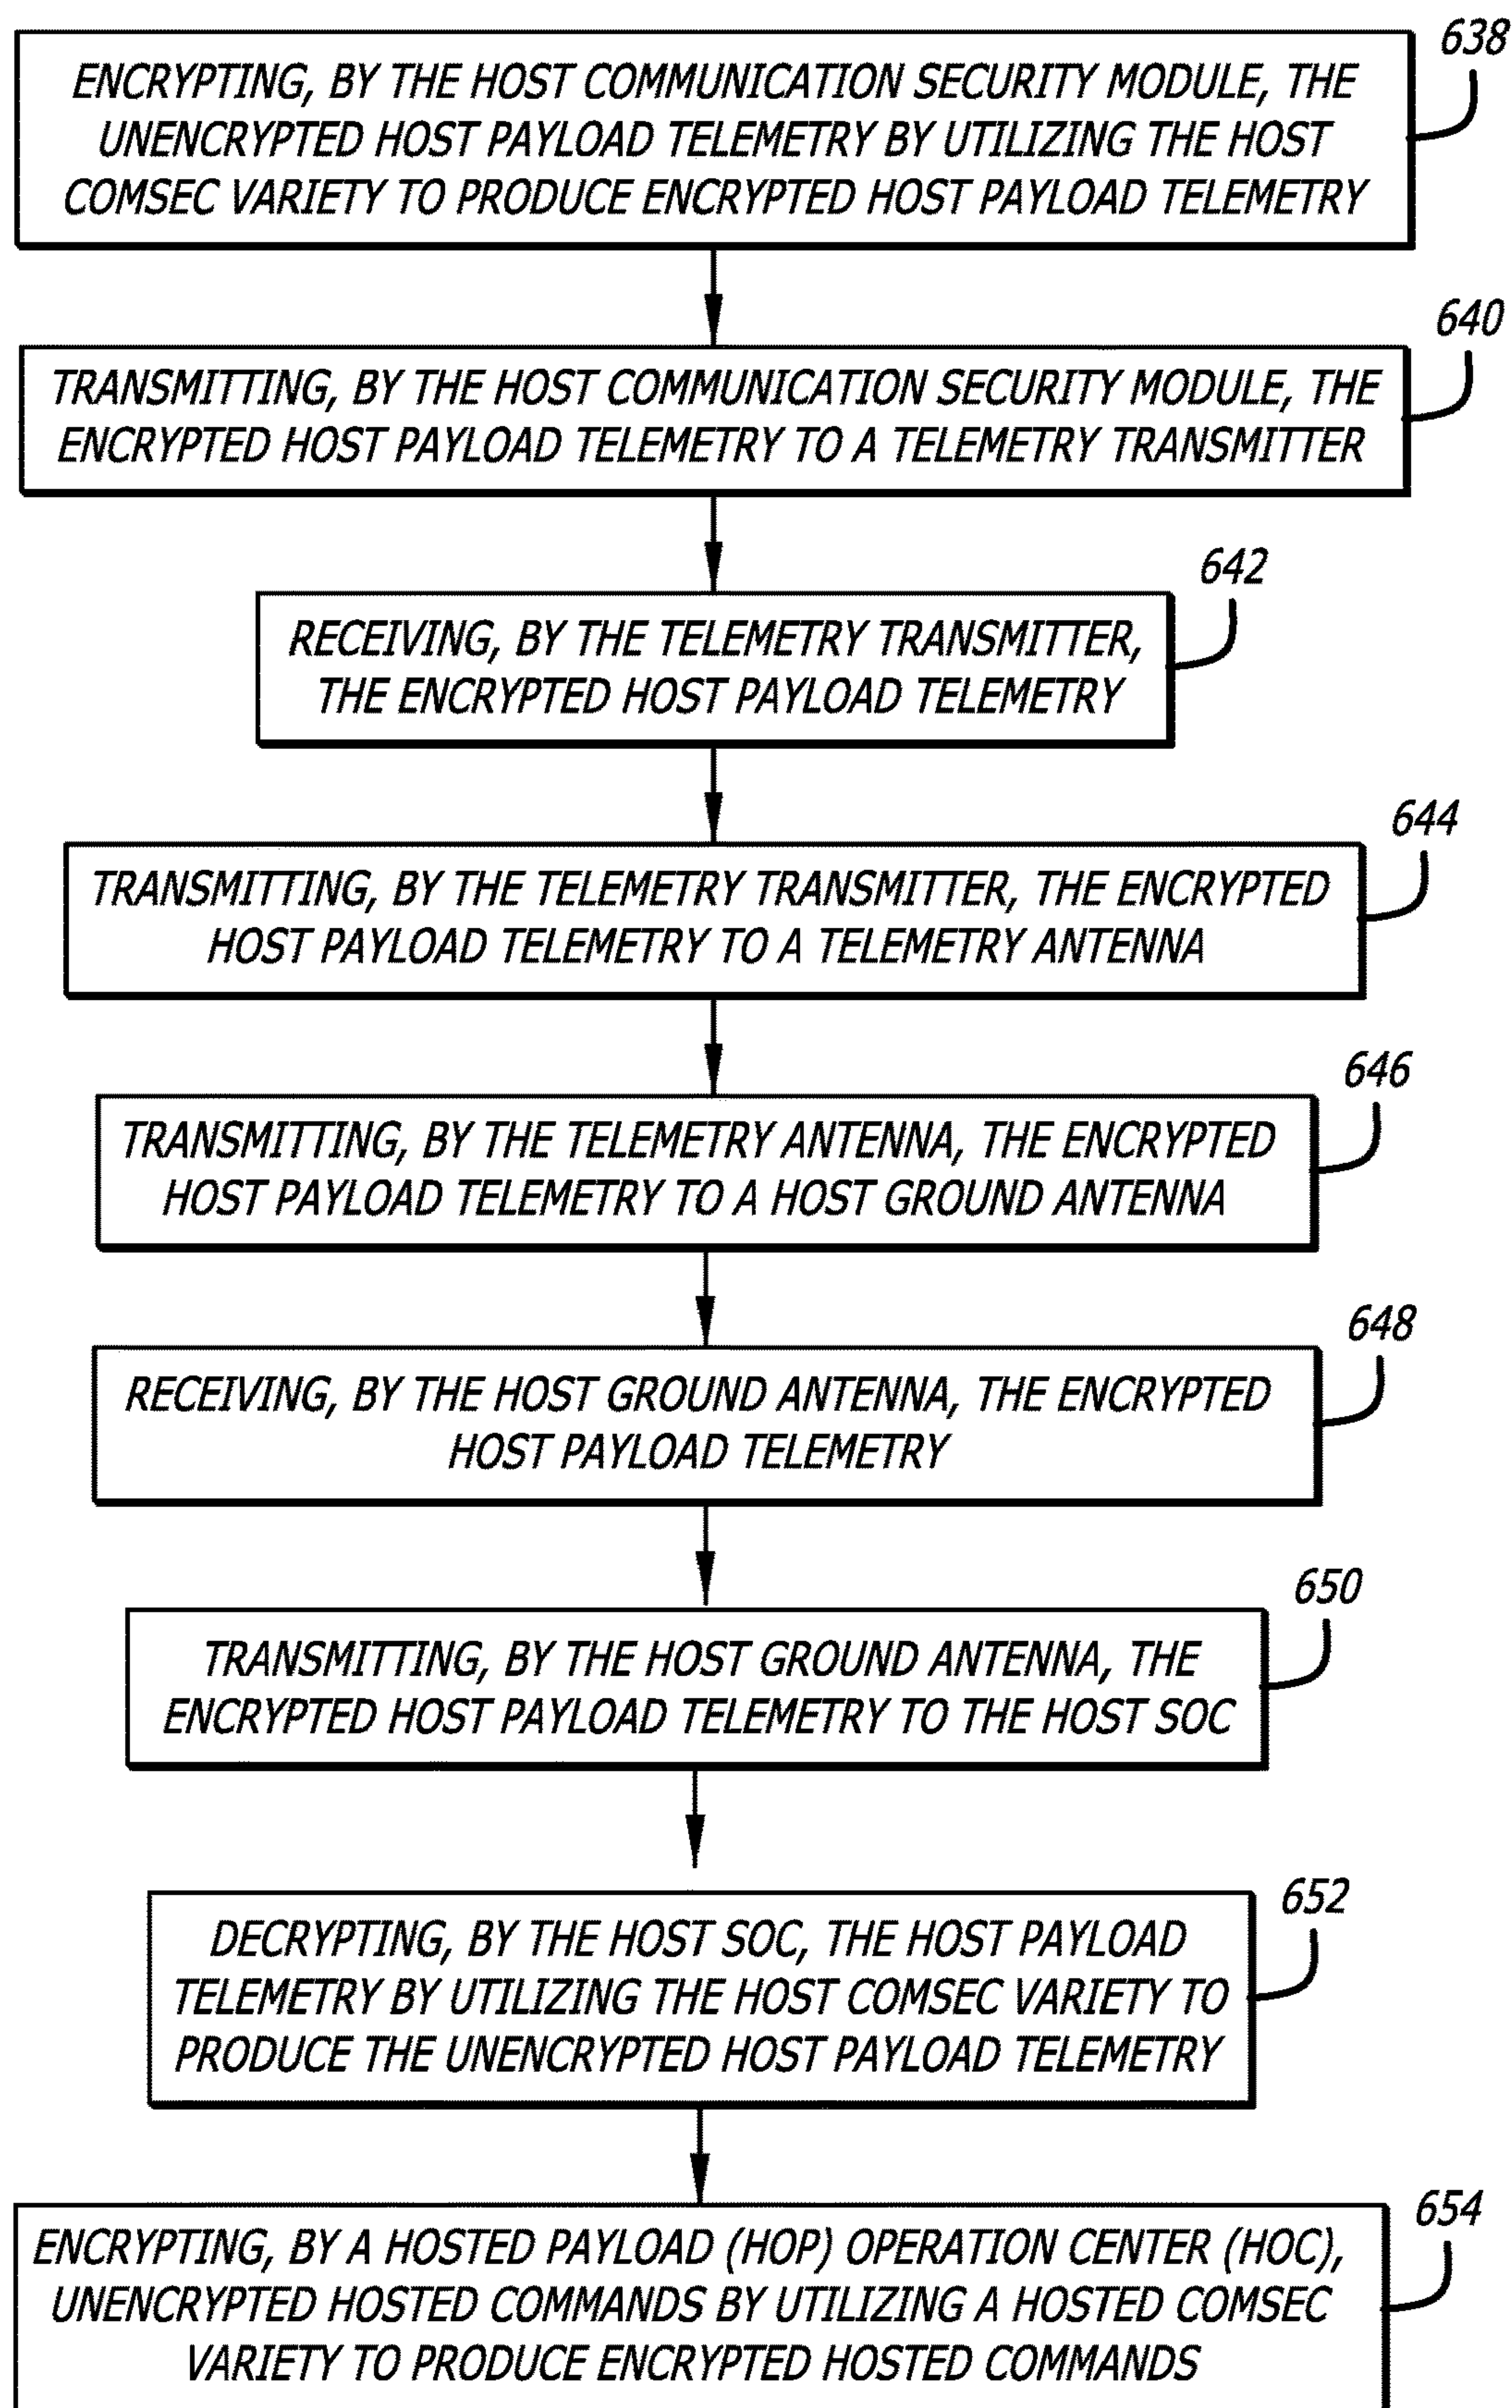 638
ENCRYPTING, BY THE HOST COMMUNICATION SECURITY MODULE, THE
UNENCRYPTED HOST PAYLOAD TELEMETRY BY UTILIZING THE HOST
COMSEC VARIETY TO PRODUCE ENCRYPTED HOST PAYLOAD TELEMETRY
640
TRANSMITTING, BY THE HOST COMMUNICATION SECURITY MODULE, THE
ENCRYPTED HOST PAYLOAD TELEMETRY TO A TELEMETRY TRANSMITTER
642
RECEIVING, BY THE TELEMETRY TRANSMITTER,
THE ENCRYPTED HOST PAYLOAD TELEMETRY
644
TRANSMITTING, BY THE TELEMETRY TRANSMITTER, THE ENCRYPTED
HOST PAYLOAD TELEMETRY TO A TELEMETRY ANTENNA
646
TRANSMITTING, BY THE TELEMETRY ANTENNA, THE ENCRYPTED
HOST PAYLOAD TELEMETRY TO A HOST GROUND ANTENNA
648
RECEIVING, BY THE HOST GROUND ANTENNA, THE ENCRYPTED
HOST PAYLOAD TELEMETRY
650
TRANSMITTING, BY THE HOST GROUND ANTENNA, THE
ENCRYPTED HOST PAYLOAD TELEMETRY TO THE HOST SOC
652
DECRYPTING, BY THE HOST SOC, THE HOST PAYLOAD
TELEMETRY BY UTILIZING THE HOST COMSEC VARIETY TO
PRODUCE THE UNENCRYPTED HOST PAYLOAD TELEMETRY
654
ENCRYPTING, BY A HOSTED PAYLOAD (HOP) OPERATION CENTER (HOC),
UNENCRYPTED HOSTED COMMANDS BY UTILIZING A HOSTED COMSEC
VARIETY TO PRODUCE ENCRYPTED HOSTED COMMANDS